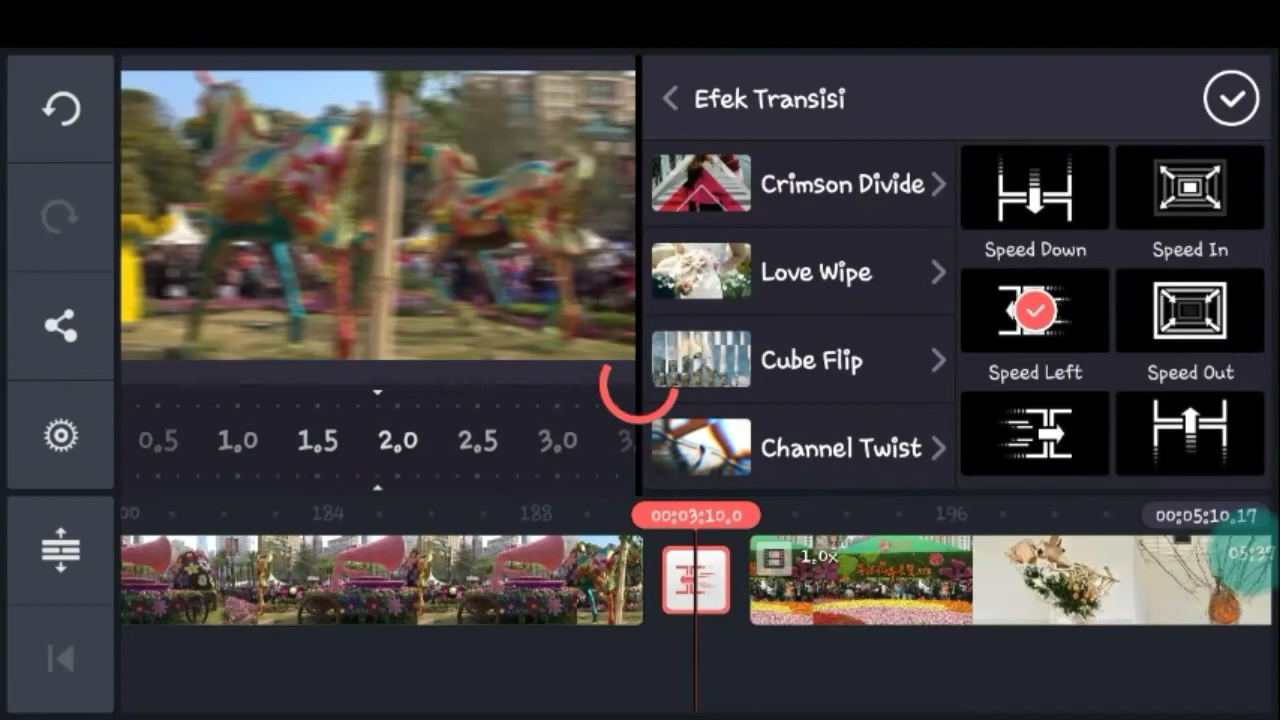 Efek Transisi
Crimson Divide
Love Wipe
Cube Flip
Channel Twist
Speed Down
Speed In
Speed Left
Speed Out
0.5 1.0 1.5 2.0 2.5 3.0
00 184 188 00:03:10.0 196 00:05:10.17
1.0x